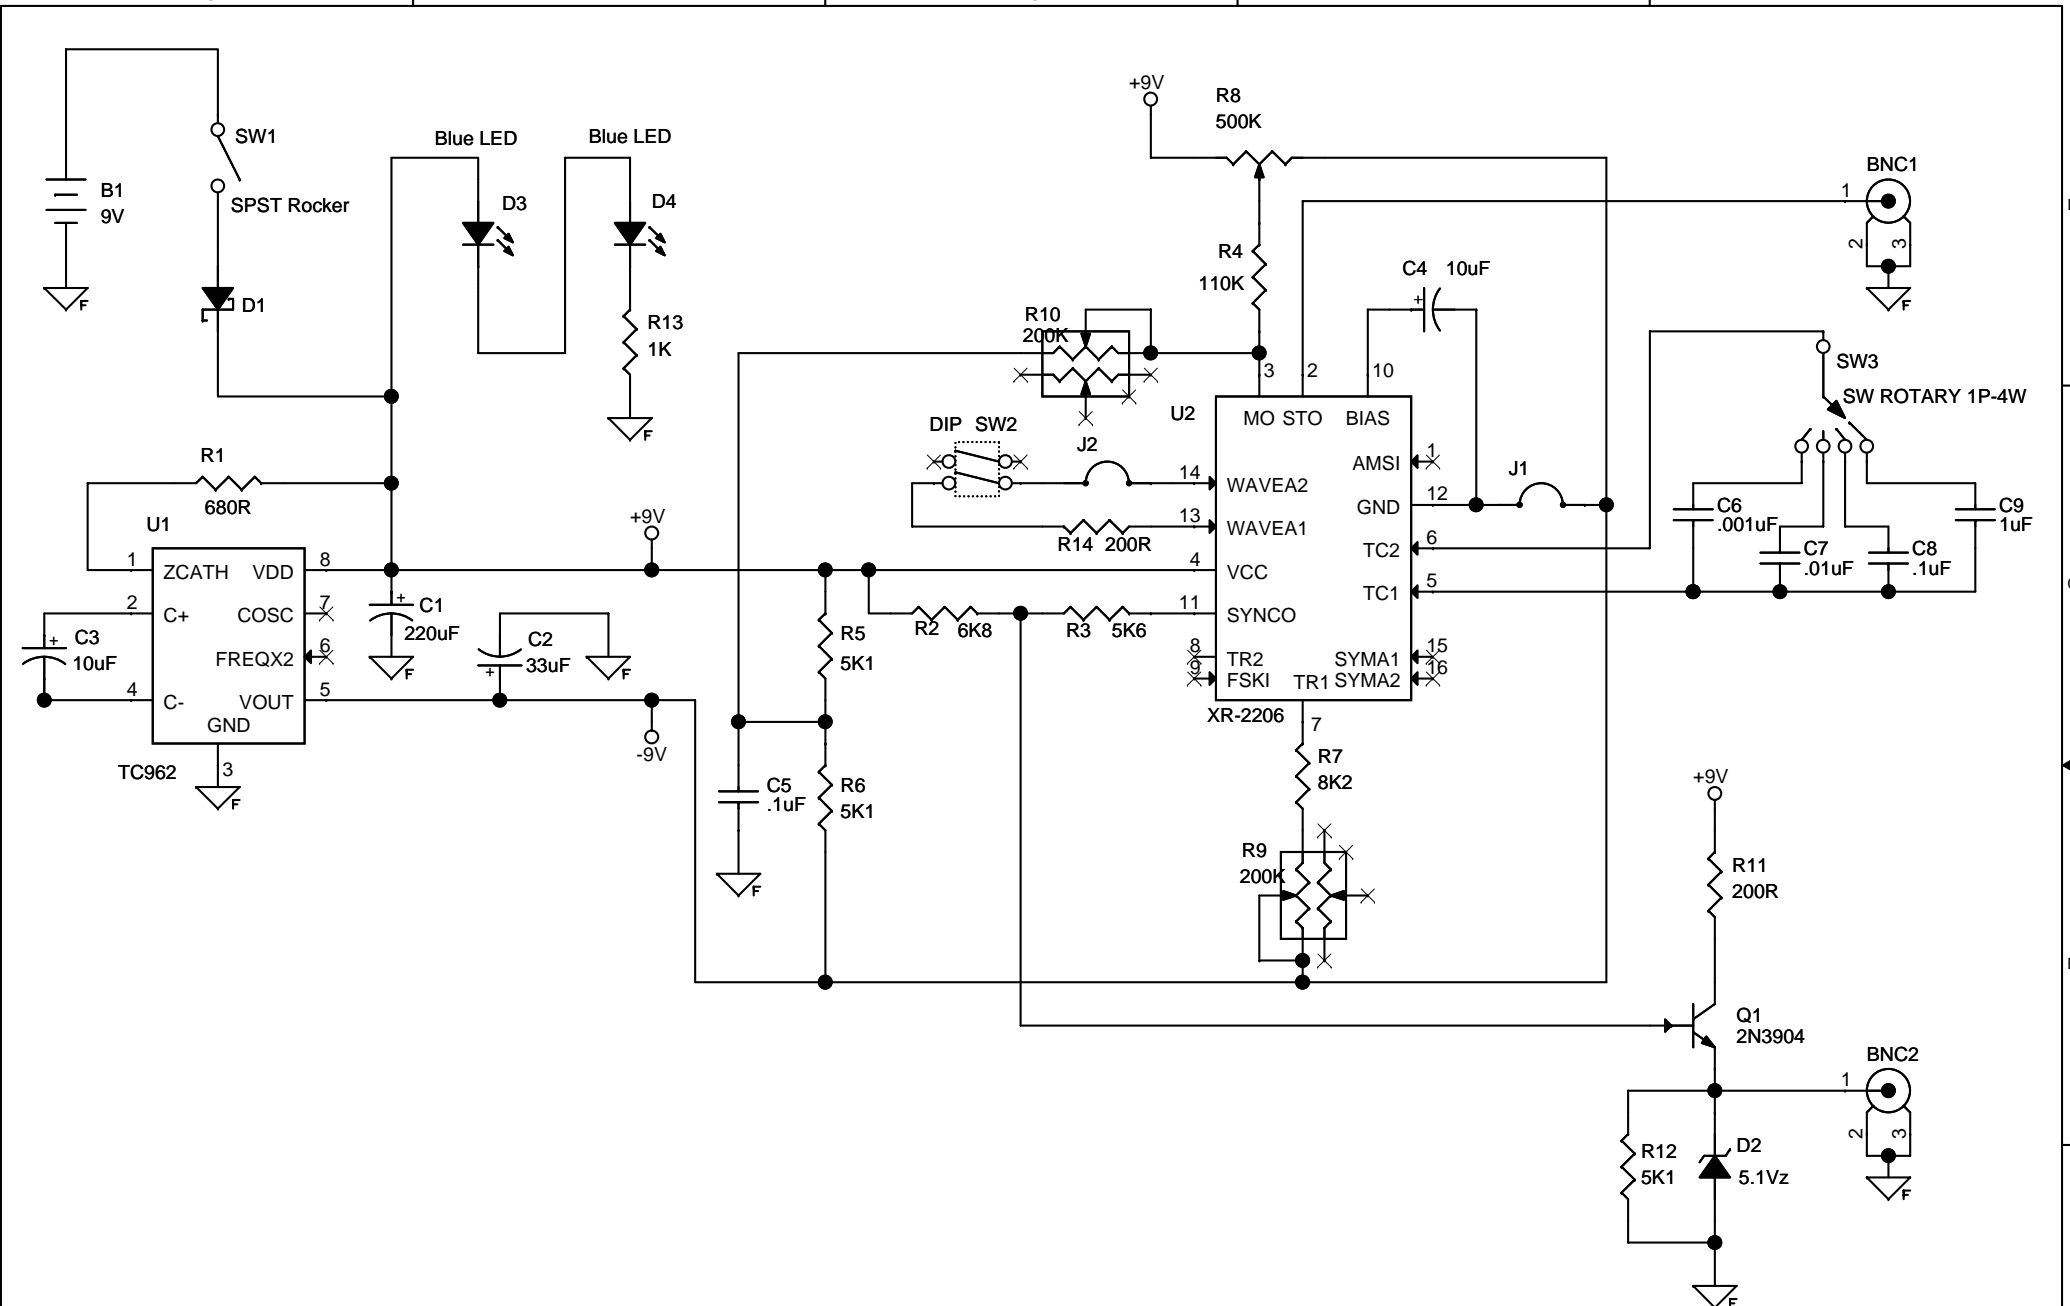 B1
9V
F
SW1
SPST Rocker
D1
Blue LED
D3
Blue LED
D4
R13
1K
F
R1
680R
U1
1
ZCATH
VDD
8
2
C+
COSC
7
FREQX2
6
4
C-
VOUT
5
GND
3
TC962
F
C3
10uF
+
C1
220uF
+
F
C2
33uF
+
F
+9V
-9V
R5
5K1
R6
5K1
C5
.1uF
F
R2
6K8
R3
5K6
+9V
R8
500K
R4
110K
R10
200K
C4
10uF
+
DIP
SW2
J2
R14
200R
U2
3
2
10
MO
STO
BIAS
14
WAVEA2
13
WAVEA1
4
VCC
11
SYNCO
8
TR2
9
FSKI
TR1
7
AMSI
1
GND
12
TC2
6
TC1
5
SYMA1
15
SYMA2
16
XR-2206
J1
R7
8K2
R9
200K
BNC1
1
2
3
F
SW3
SW ROTARY 1P-4W
C6
.001uF
C7
.01uF
C8
.1uF
C9
1uF
+9V
R11
200R
Q1
2N3904
BNC2
1
2
3
F
R12
5K1
D2
5.1Vz
F